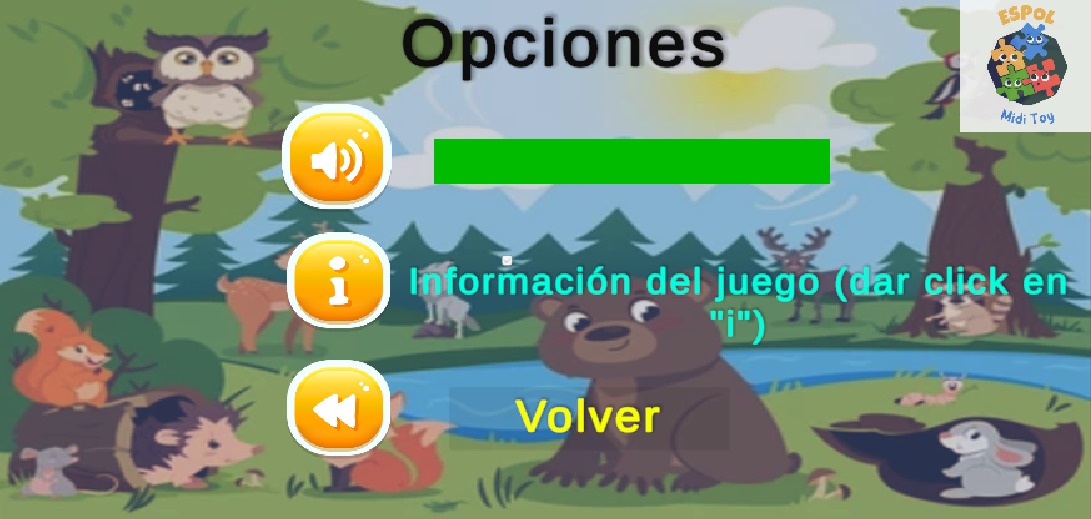 Opciones
ESPOL
Midi Toy
Información del juego (dar click en
"i")
Volver